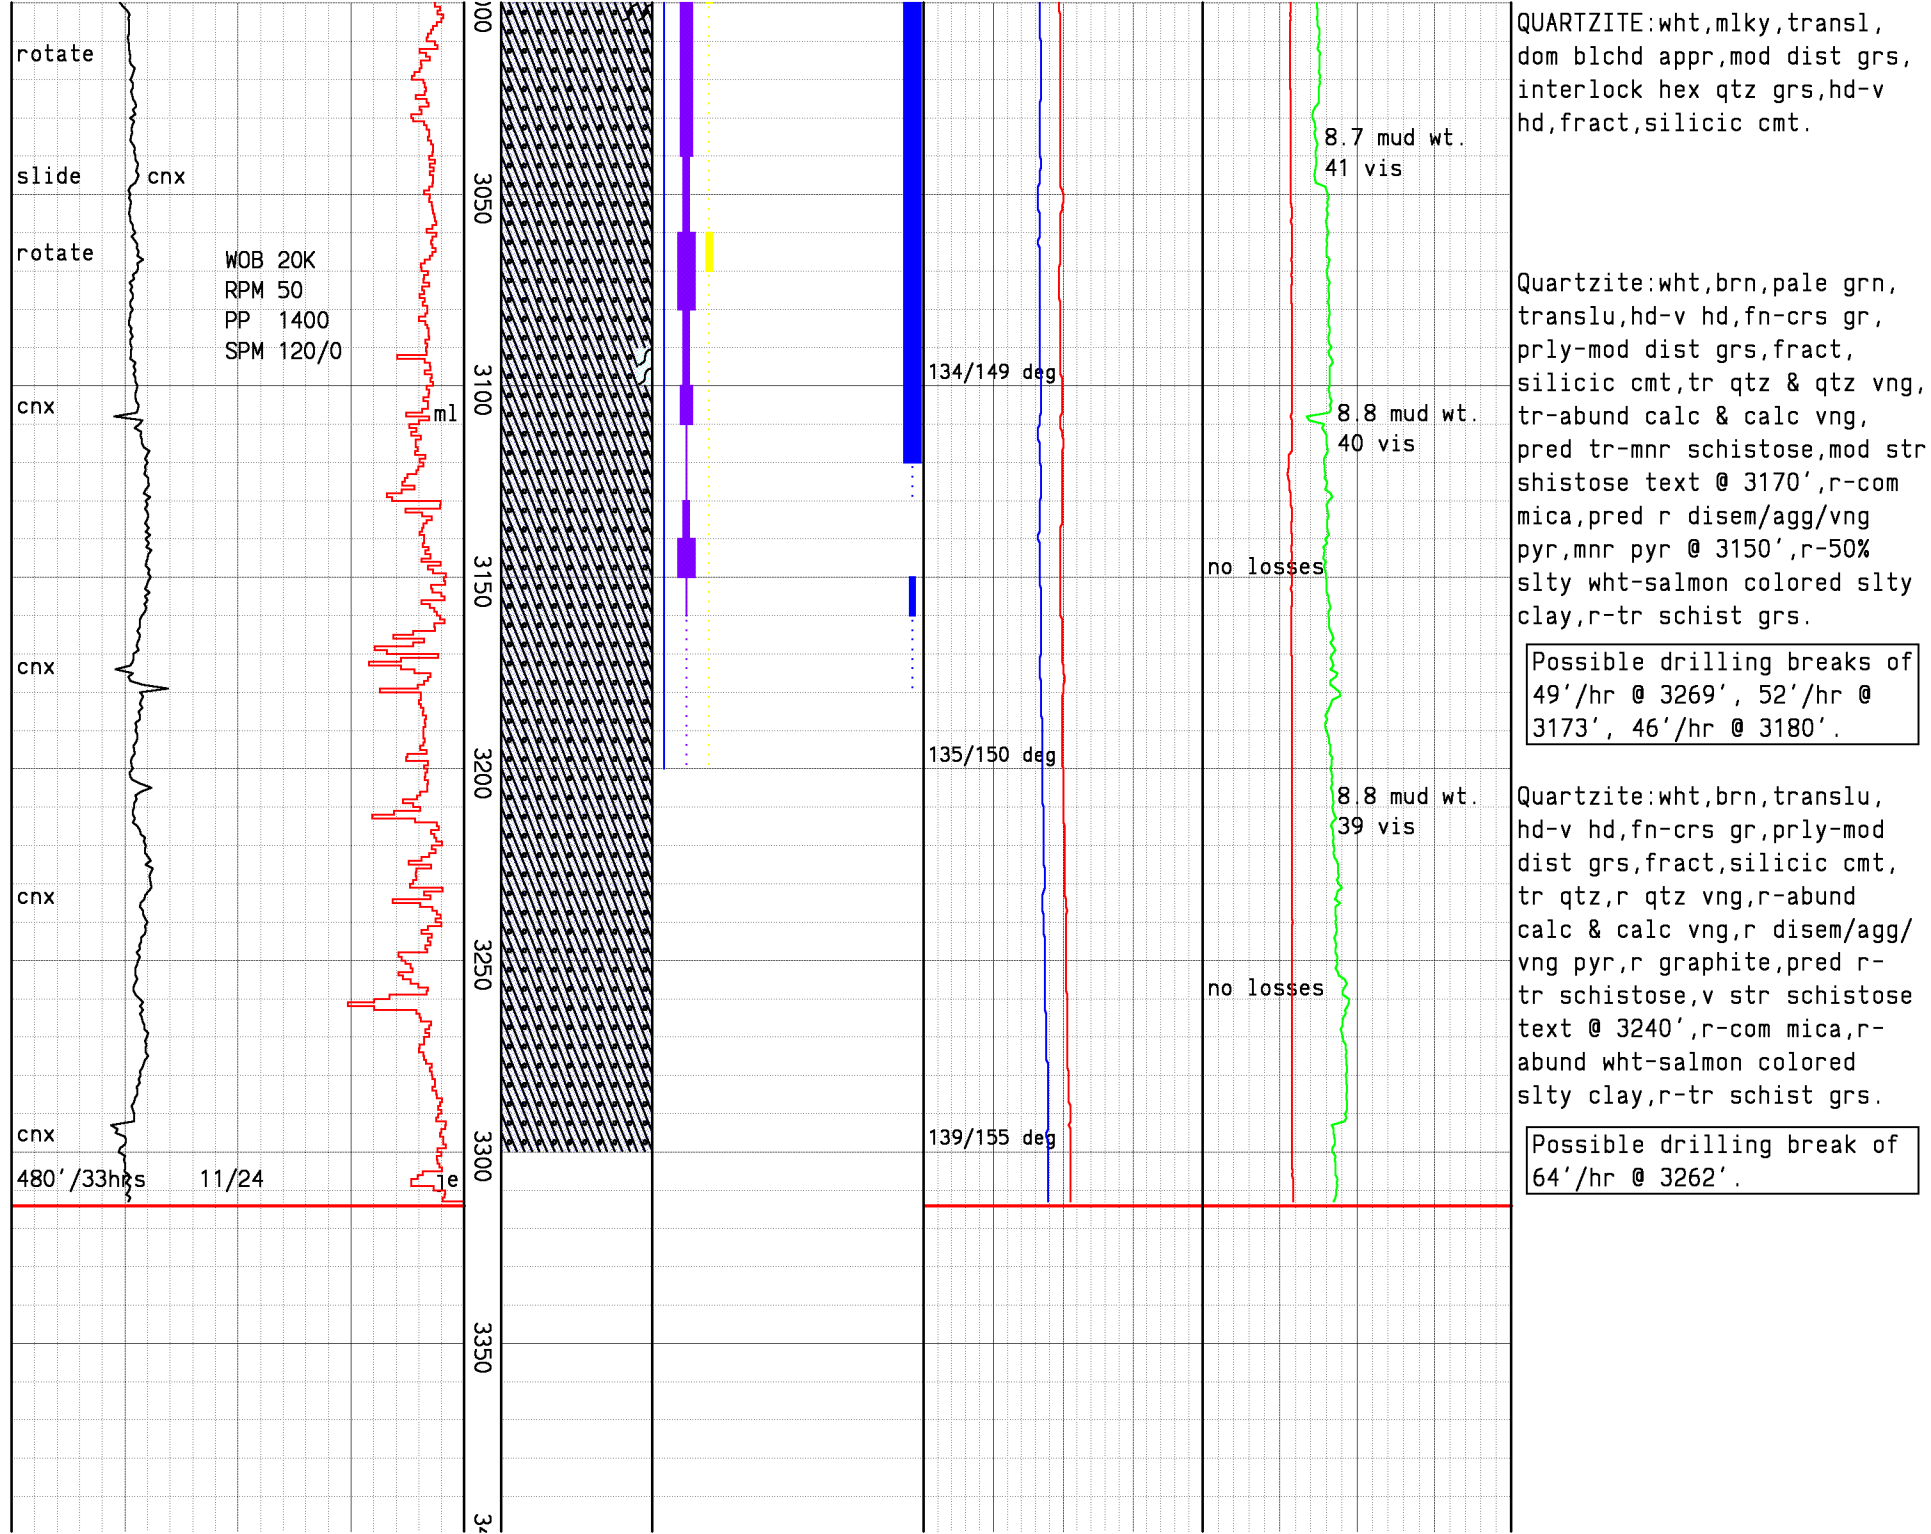 rotate
slide
cnx
rotate
WOB 20K
RPM 50
PP 1400
SPM 120/0
cnx
ml
cnx
cnx
cnx
480'/33hrs
11/24
3050
3100
3150
3200
3250
3300
3350
134/149 deg
135/150 deg
139/155 deg
8.7 mud wt.
41 vis
8.8 mud wt.
40 vis
no losses
8.8 mud wt.
39 vis
no losses
QUARTZITE:wht,mlky,transl,
dom blchd appr,mod dist grs,
interlock hex qtz grs,hd-v
hd,fract,silicic cmt.
Quartzite:wht,brn,pale grn,
translu,hd-v hd,fn-crs gr,
prly-mod dist grs,fract,
silicic cmt,tr qtz & qtz vng,
tr-abund calc & calc vng,
pred tr-mnr schistose,mod str
shistose text @ 3170',r-com
mica,pred r disem/agg/vng
pyr,mnr pyr @ 3150',r-50%
slty wht-salmon colored slty
clay,r-tr schist grs.
Possible drilling breaks of
49'/hr @ 3269', 52'/hr @
3173', 46'/hr @ 3180'.
Quartzite:wht,brn,translu,
hd-v hd,fn-crs gr,prly-mod
dist grs,fract,silicic cmt,
tr qtz,r qtz vng,r-abund
calc & calc vng,r disem/agg/
vng pyr,r graphite,pred r-
tr schistose,v str schistose
text @ 3240',r-com mica,r-
abund wht-salmon colored
slty clay,r-tr schist grs.
Possible drilling break of
64'/hr @ 3262'.